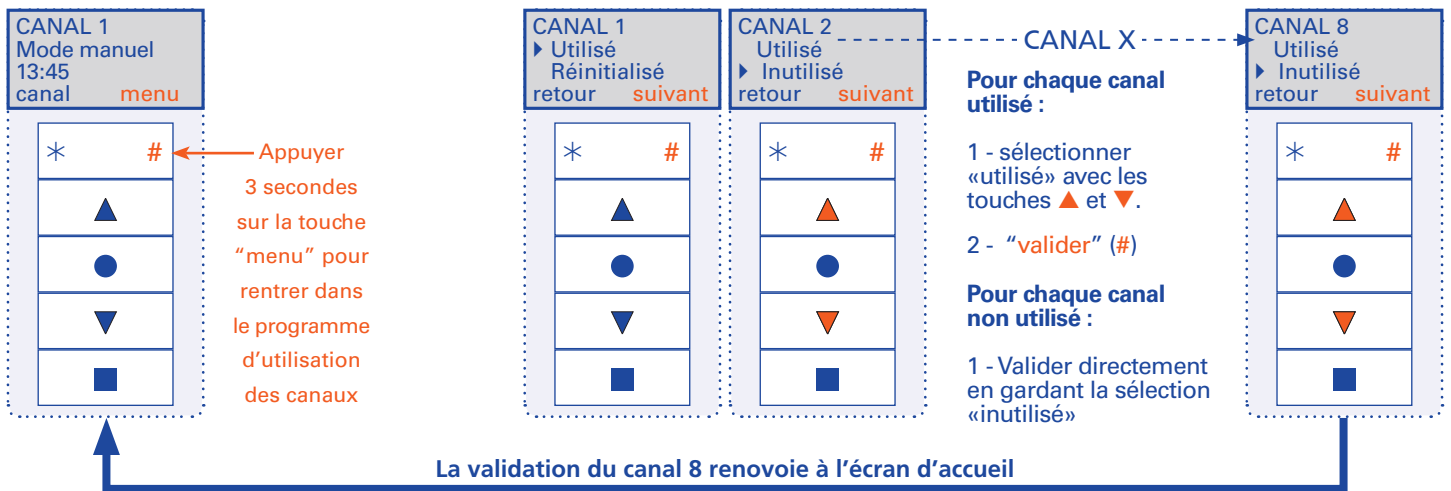 CANAL 1
Mode manuel
13:45
canal menu
* #
Appuyer
3 secondes
sur la touche
“menu” pour
rentrer dans
le programme
d’utilisation
des canaux
CANAL 1
Utilisé
Réinitialisé
retour suivant
* #
CANAL 2
Utilisé
Inutilisé
retour suivant
* #
CANAL X
Pour chaque canal
utilisé :
1 - sélectionner
«utilisé» avec les
touches ▲ et ▼.
2 - “valider” (#)
Pour chaque canal
non utilisé :
1 - Valider directement
en gardant la sélection
«inutilisé»
CANAL 8
Utilisé
Inutilisé
retour suivant
* #
La validation du canal 8 renovoie à l’écran d’accueil